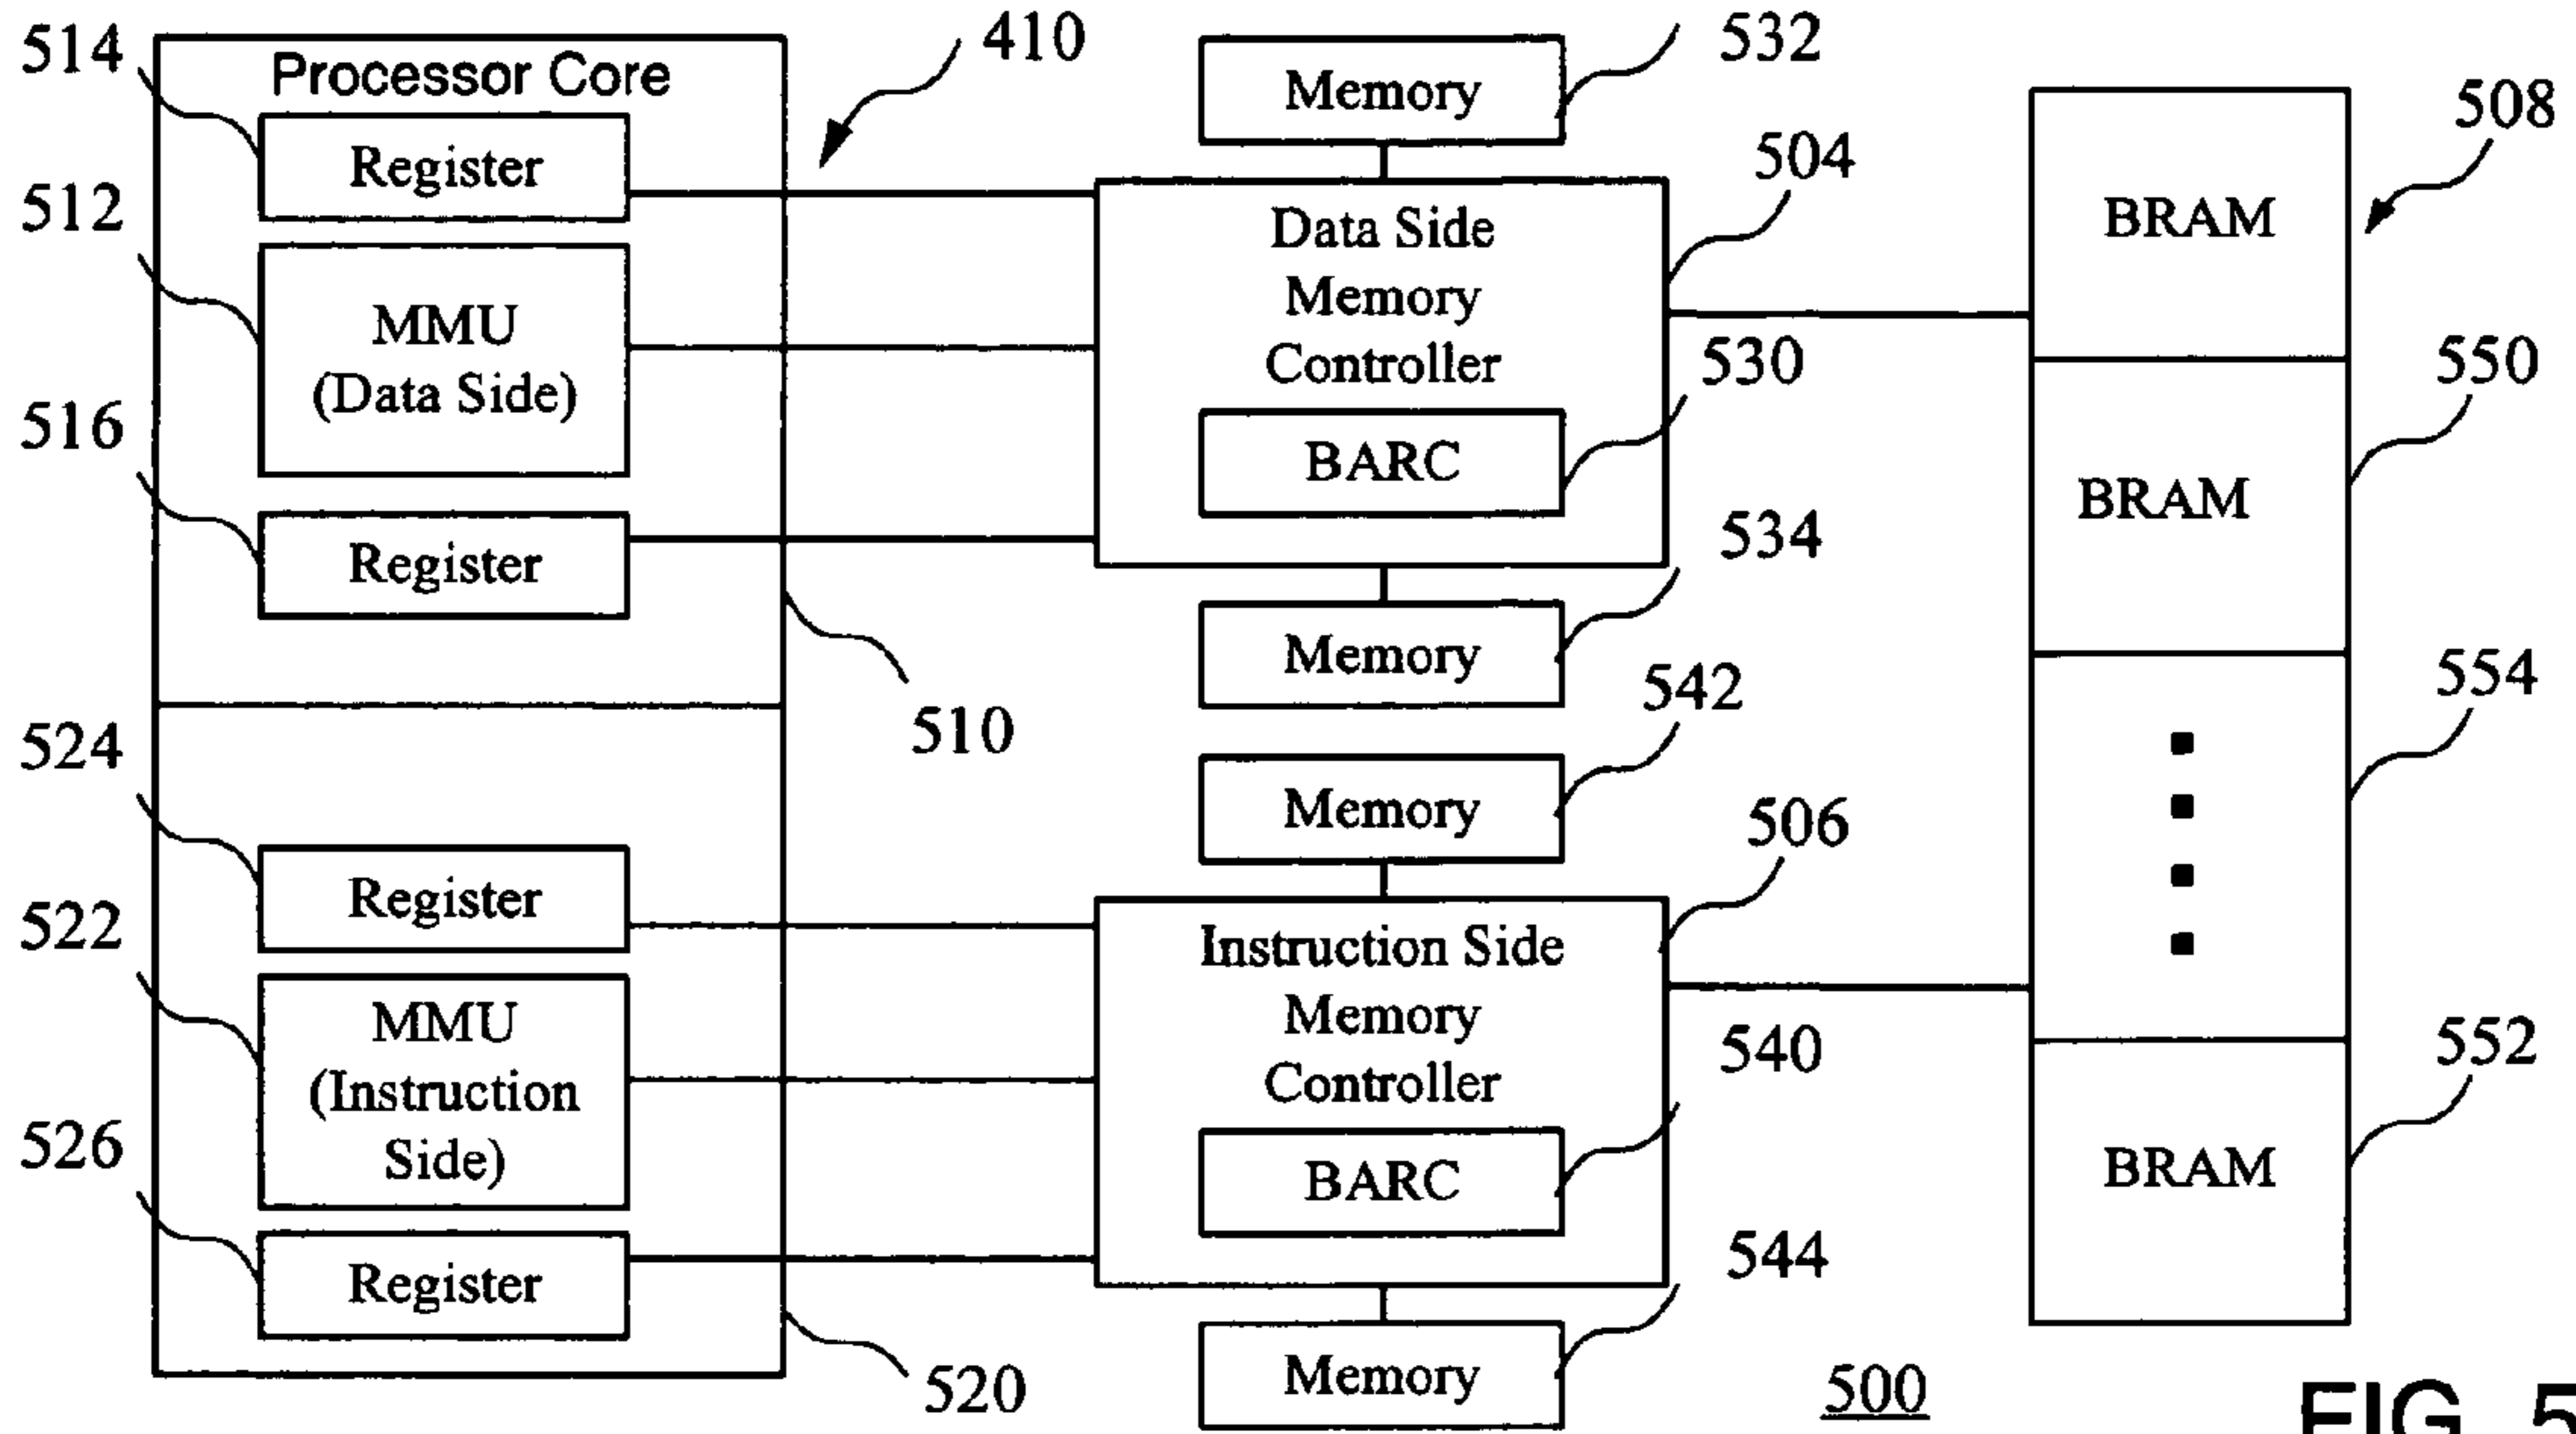 514
Processor Core
410
Register
512
MMU
(Data Side)
516
Register
510
524
Register
522
MMU
(Instruction
Side)
526
Register
520
532
Memory
504
Data Side
Memory
Controller
530
BARC
534
Memory
542
Memory
506
Instruction Side
Memory
Controller
540
BARC
544
Memory
508
BRAM
550
BRAM
554
552
BRAM
500
FIG. 5